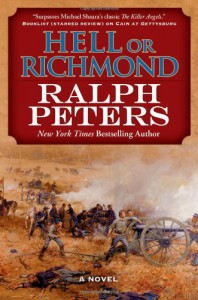 "Surpasses Michael Shaara's classic The Killer Angels."
Booklist (starred review) on Cain at Gettysburg
HELL OR
RICHMOND
RALPH
PETERS
New York Times Bestselling Author
A NOVEL